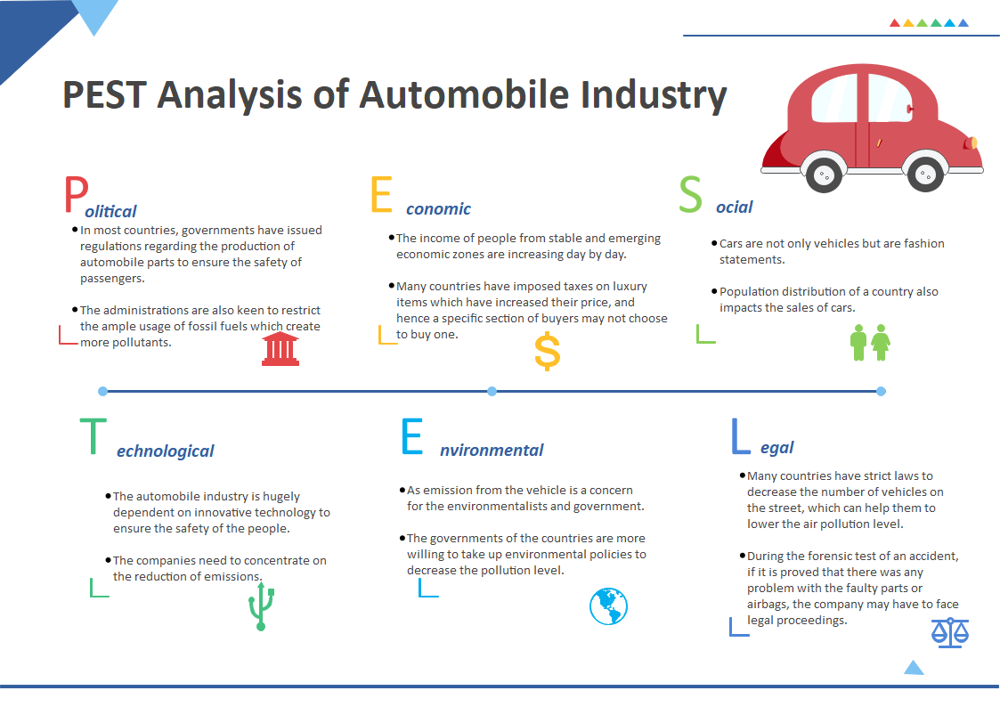 PEST Analysis of Automobile Industry
Political
• In most countries, governments have issued
regulations regarding the production of
automobile parts to ensure the safety of
passengers.
• The administrations are also keen to restrict
the ample usage of fossil fuels which create
more pollutants.
Economic
• The income of people from stable and emerging
economic zones are increasing day by day.
• Many countries have imposed taxes on luxury
items which have increased their price, and
hence a specific section of buyers may not choose
to buy one.
$
Social
• Cars are not only vehicles but are fashion
statements.
• Population distribution of a country also
impacts the sales of cars.
Technological
• The automobile industry is hugely
dependent on innovative technology to
ensure the safety of the people.
• The companies need to concentrate on
the reduction of emissions.
Environmental
• As emission from the vehicle is a concern
for the environmentalists and government.
• The governments of the countries are more
willing to take up environmental policies to
decrease the pollution level.
Legal
• Many countries have strict laws to
decrease the number of vehicles on
the street, which can help them to
lower the air pollution level.
• During the forensic test of an accident,
if it is proved that there was any
problem with the faulty parts or
airbags, the company may have to face
legal proceedings.